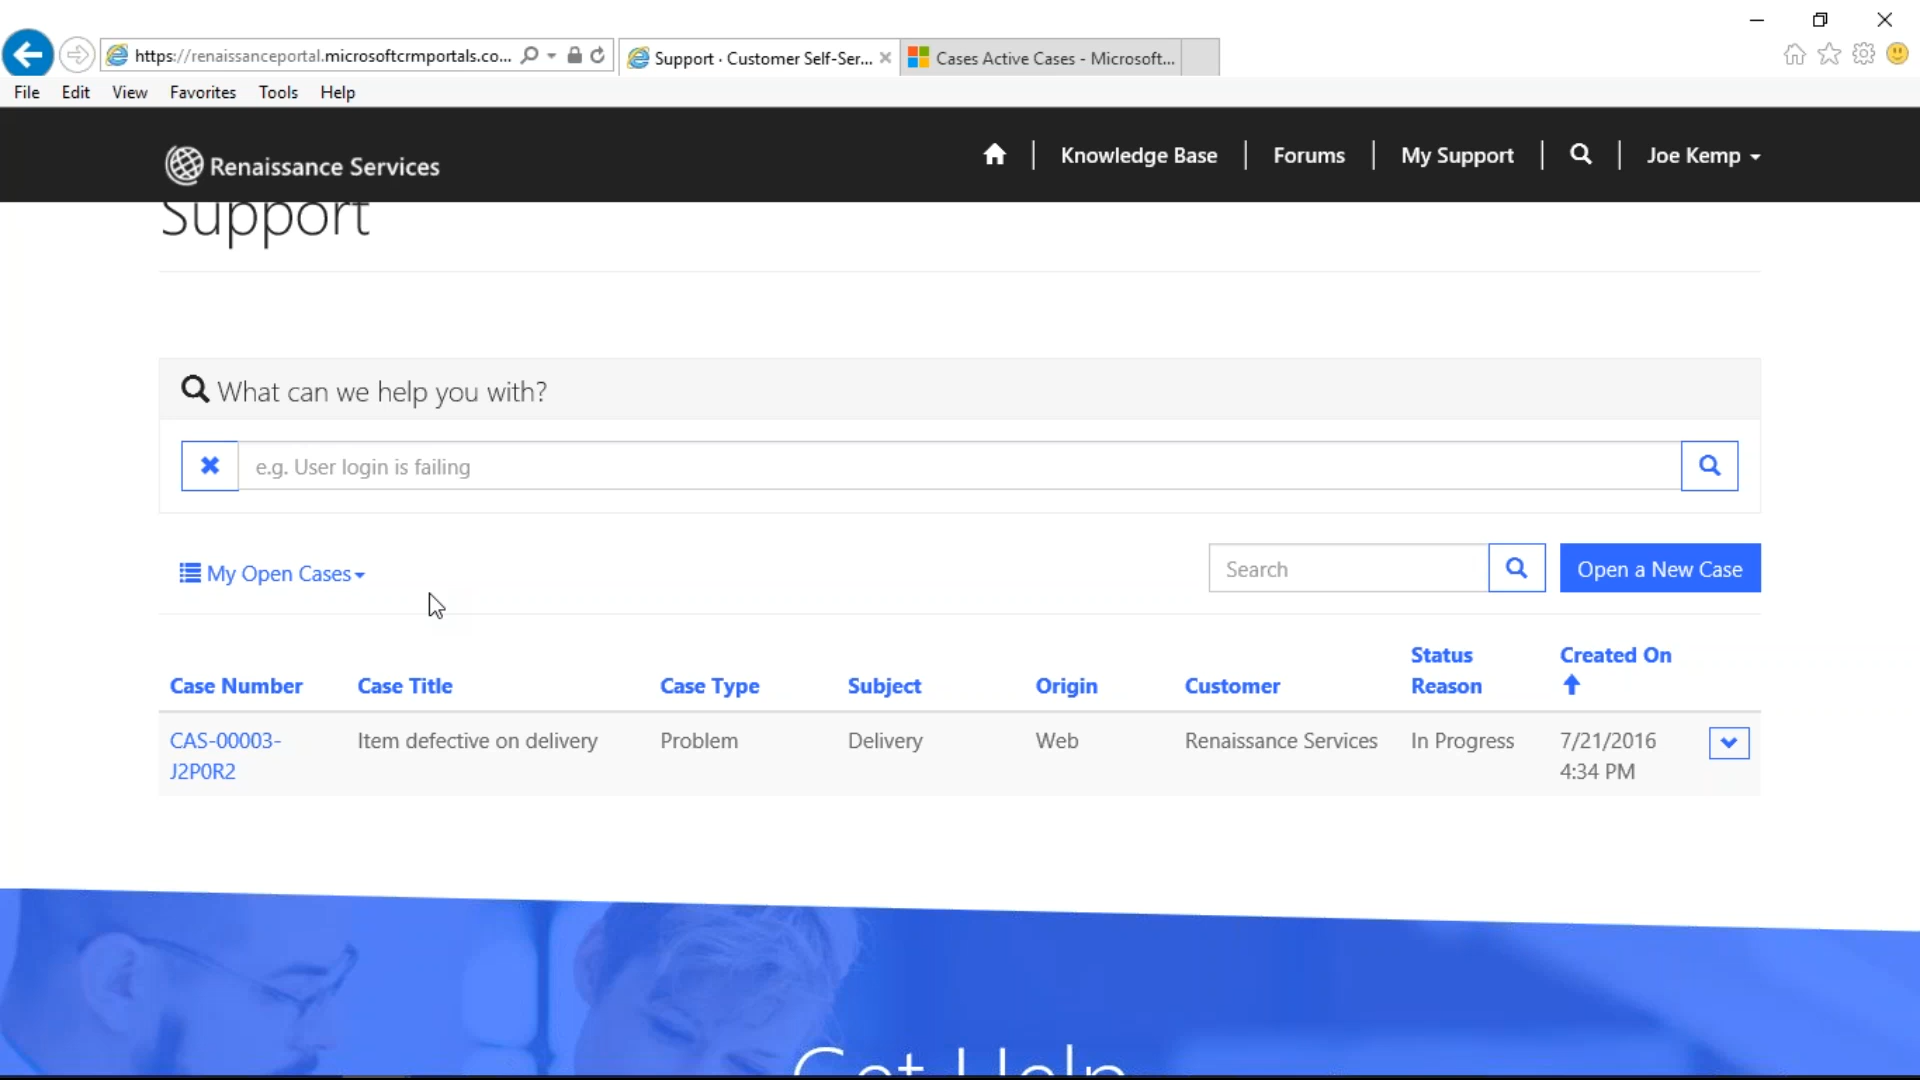 https://renaissanceportal.microsoftcrmportals.co...
Support · Customer Self-Ser...
Cases Active Cases - Microsoft...
File Edit View Favorites Tools Help
Renaissance Services
Knowledge Base
Forums
My Support
Joe Kemp
Support
What can we help you with?
e.g. User login is failing
My Open Cases
Search
Open a New Case
Case Number Case Title Case Type Subject Origin Customer Status Reason Created On
CAS-00003-J2P0R2 Item defective on delivery Problem Delivery Web Renaissance Services In Progress 7/21/2016 4:34 PM
Get Help